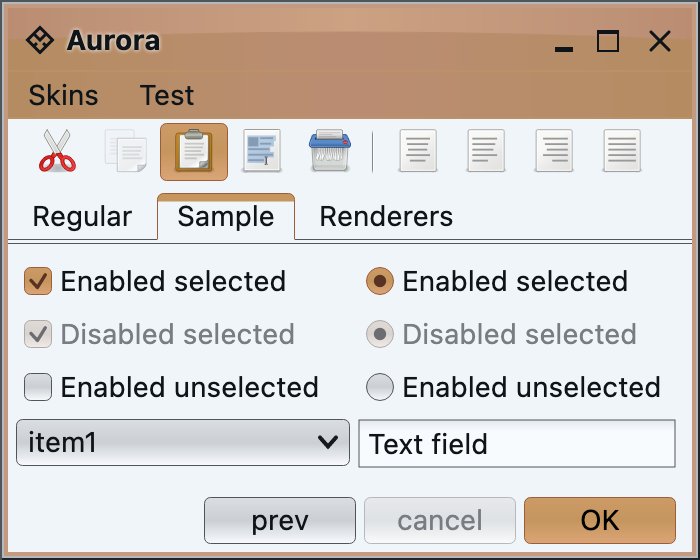 Aurora
Skins Test
Regular Sample Renderers
Enabled selected Enabled selected
Disabled selected Disabled selected
Enabled unselected Enabled unselected
item1 Text field
prev cancel OK